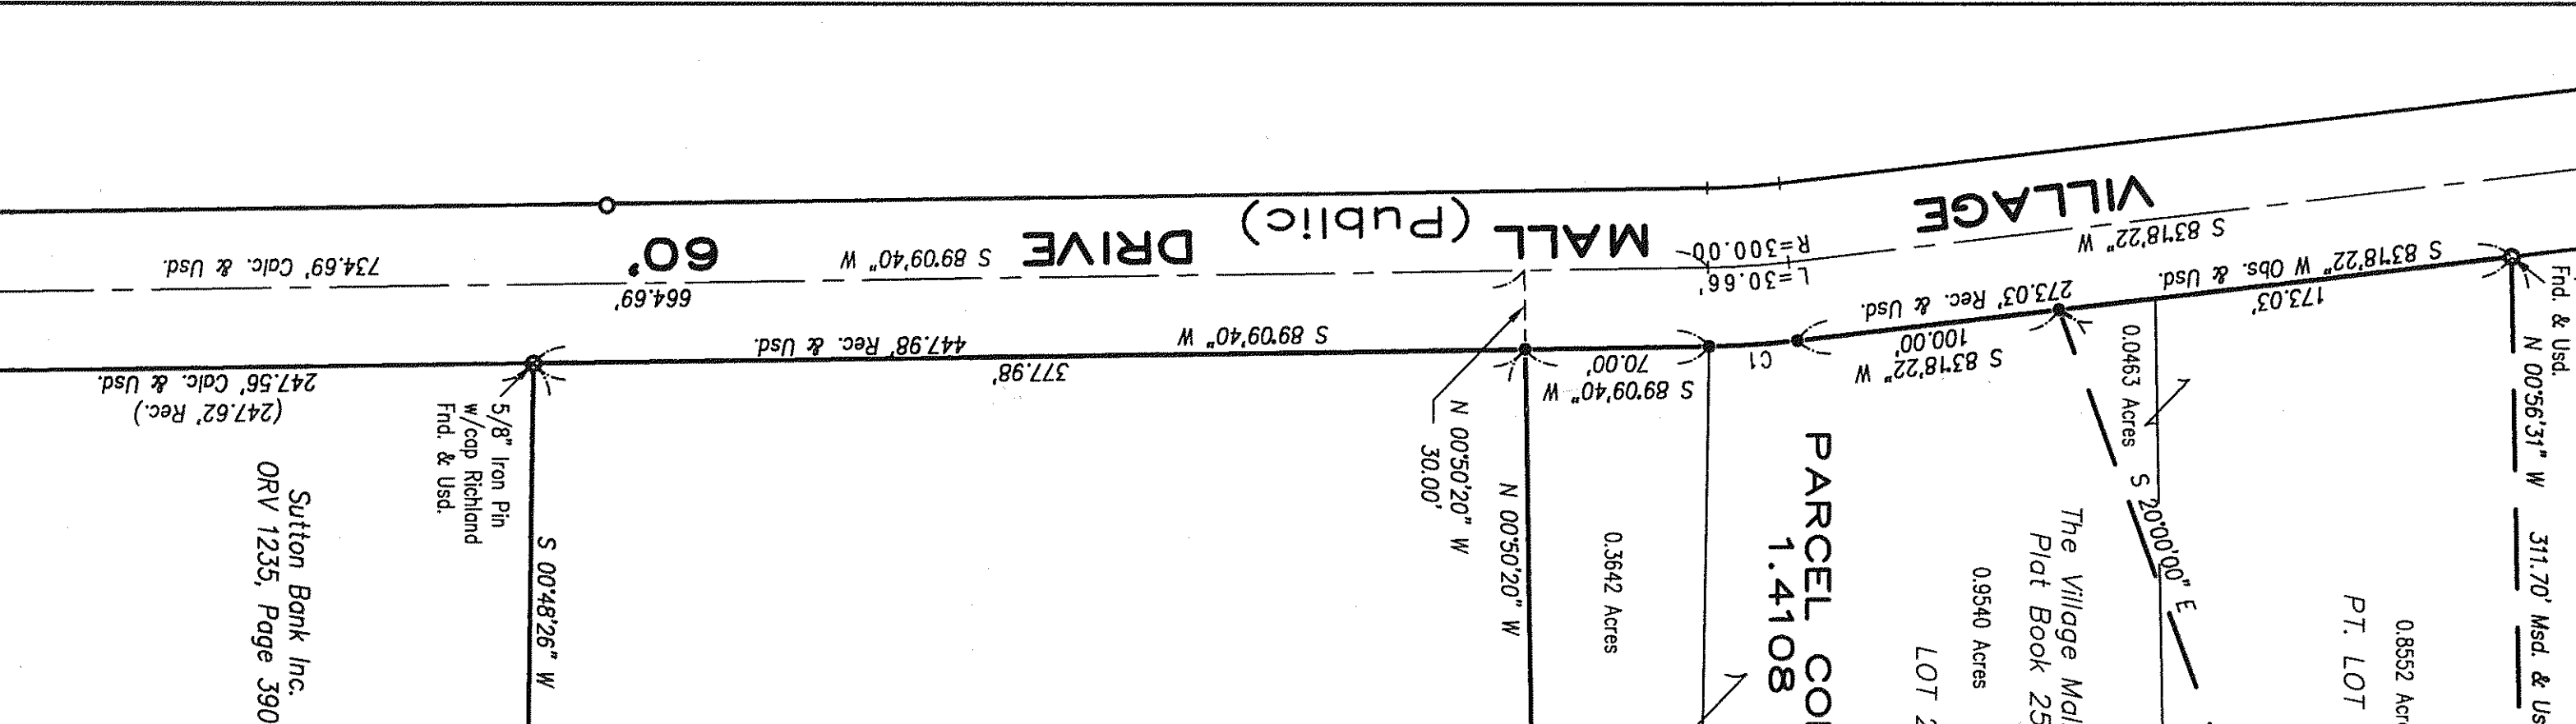 VILLAGE
MALL
(Public)
DRIVE
60'
S 83°18'22" W
S 83°18'22" W Obs. & Usd.
173.03'
273.03' Rec. & Usd.
100.00'
S 83°18'22" W
L=30.66'
R=300.00'
C1
S 89°09'40" W
70.00'
S 89°09'40" W
664.69'
734.69' Calc. & Usd.
S 89°09'40" W
447.98' Rec. & Usd.
377.98'
247.56' Calc. & Usd.
(247.62' Rec.)
5/8" Iron Pin
w/cap Richland
Fnd. & Usd.
Sutton Bank Inc.
ORV 1235, Page 390
S 00°48'26" W
N 00°50'20" W
30.00'
N 00°50'20" W
0.3642 Acres
PARCEL
1.4108
0.9540 Acres
LOT
The Village
Plat Book
0.0463 Acres
S 20°00'00" E
PT. LOT
0.8552
Fnd. & Usd.
N 00°56'31" W 311.70' Msd. &